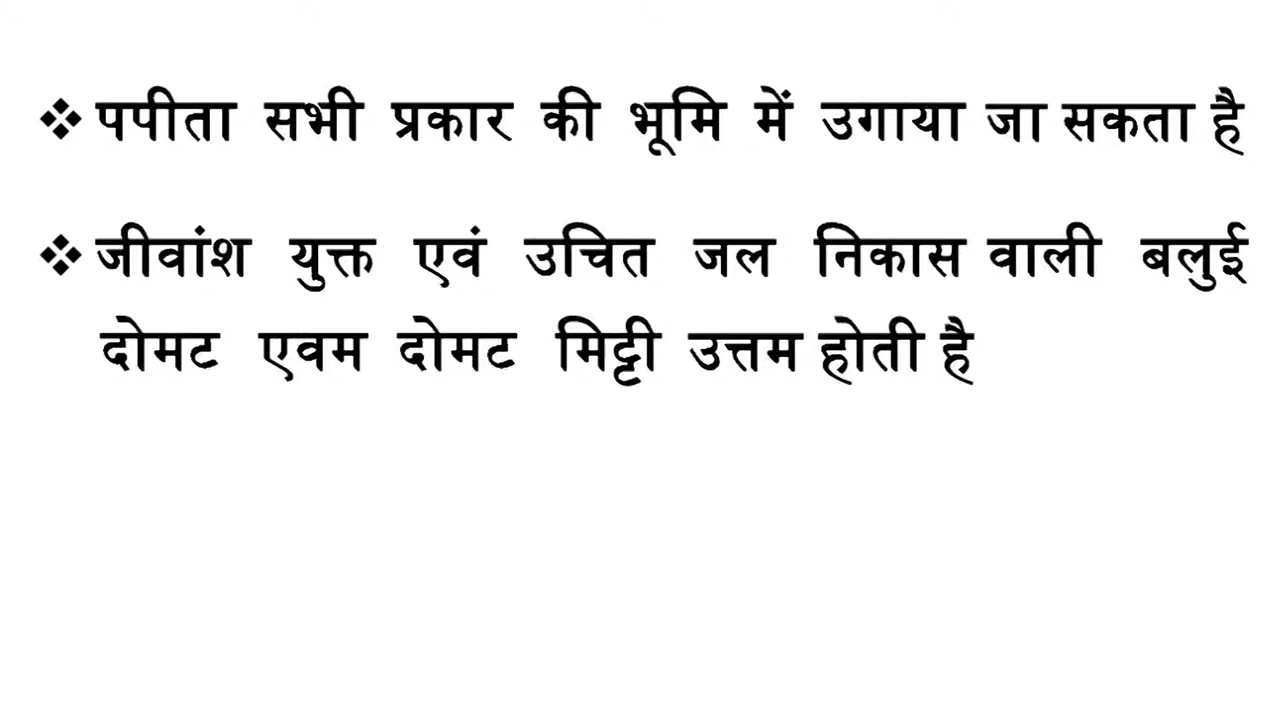 ❖ पपीता सभी प्रकार की भूमि में उगाया जा सकता है
❖ जीवांश युक्त एवं उचित जल निकास वाली बलुई
दोमट एवम दोमट मिट्टी उत्तम होती है